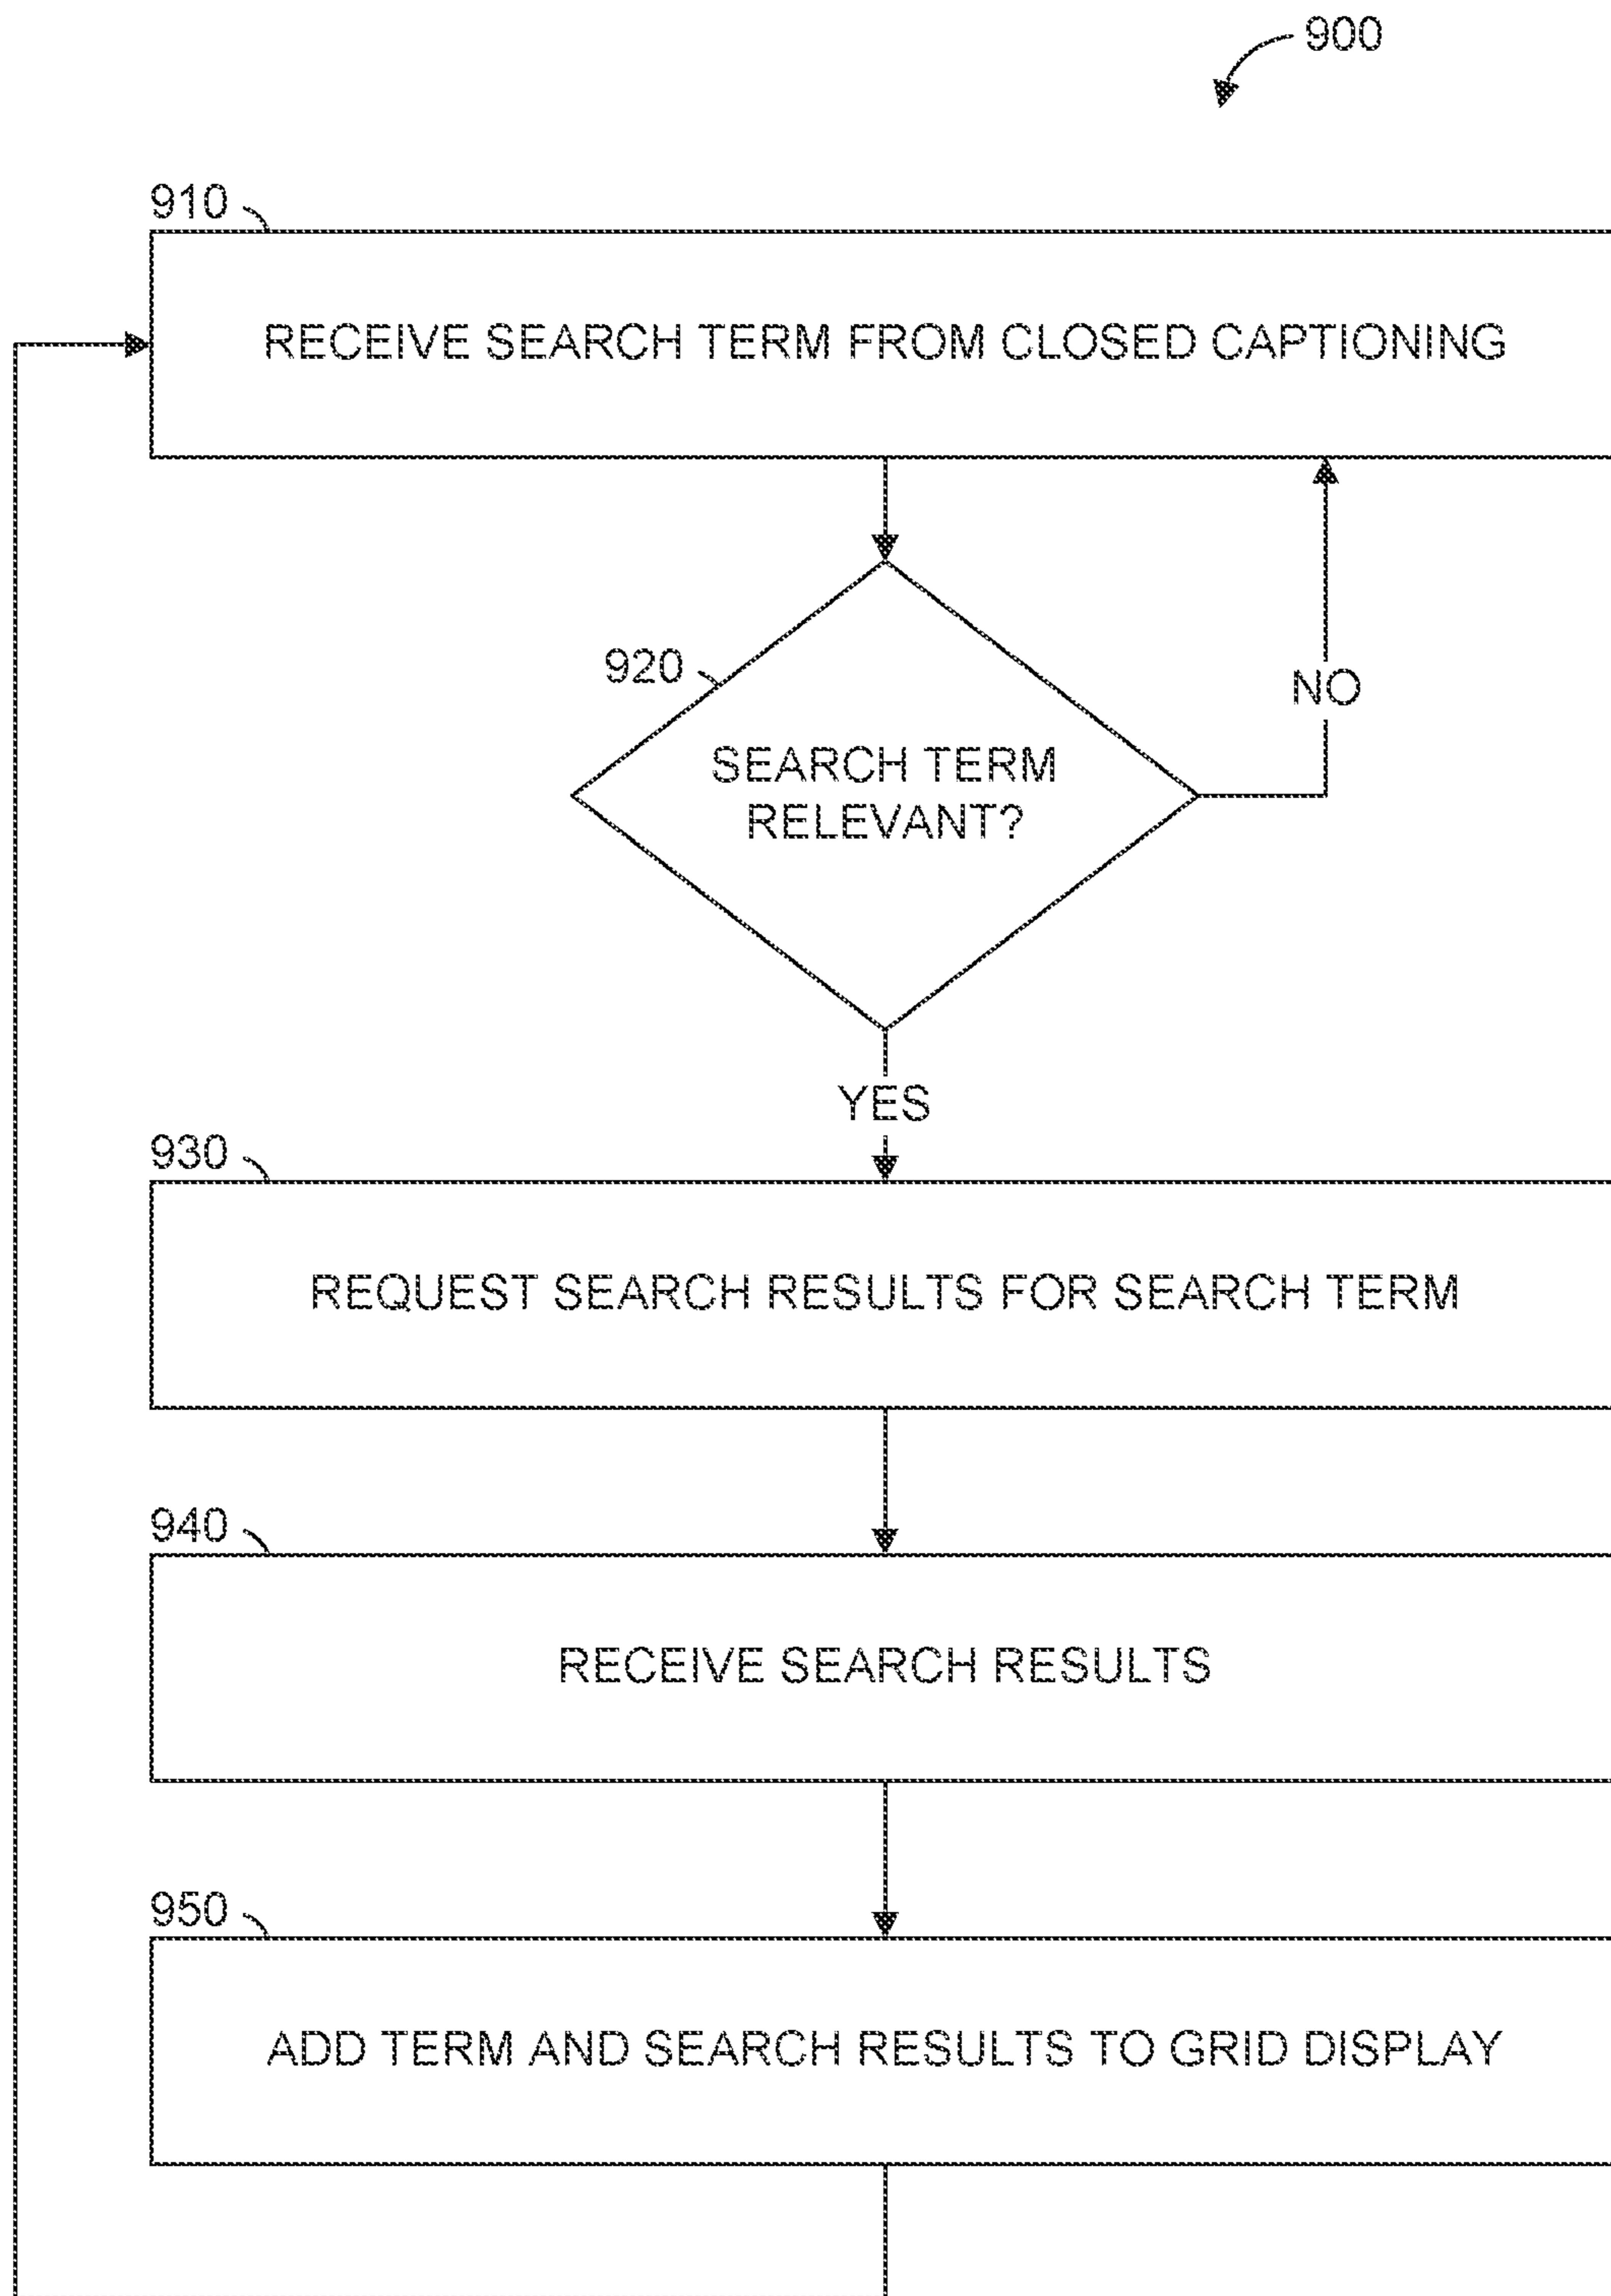 900
910
RECEIVE SEARCH TERM FROM CLOSED CAPTIONING
920
SEARCH TERM
RELEVANT?
NO
YES
930
REQUEST SEARCH RESULTS FOR SEARCH TERM
940
RECEIVE SEARCH RESULTS
950
ADD TERM AND SEARCH RESULTS TO GRID DISPLAY